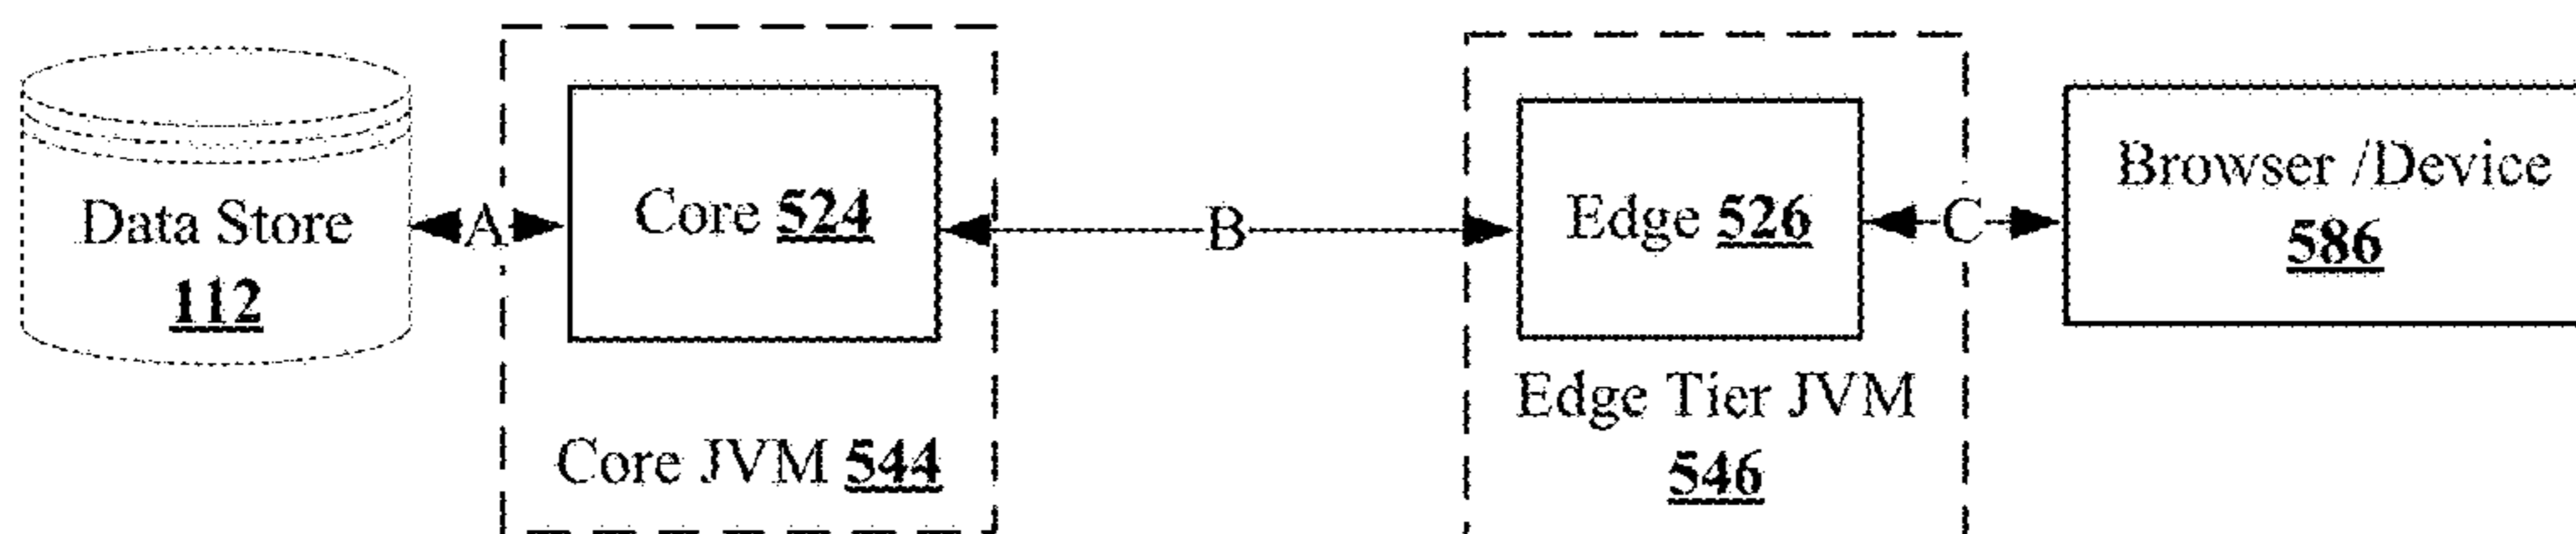 Data Store
112
A
Core 524
Core JVM 544
B
Edge 526
Edge Tier JVM
546
C
Browser /Device
586